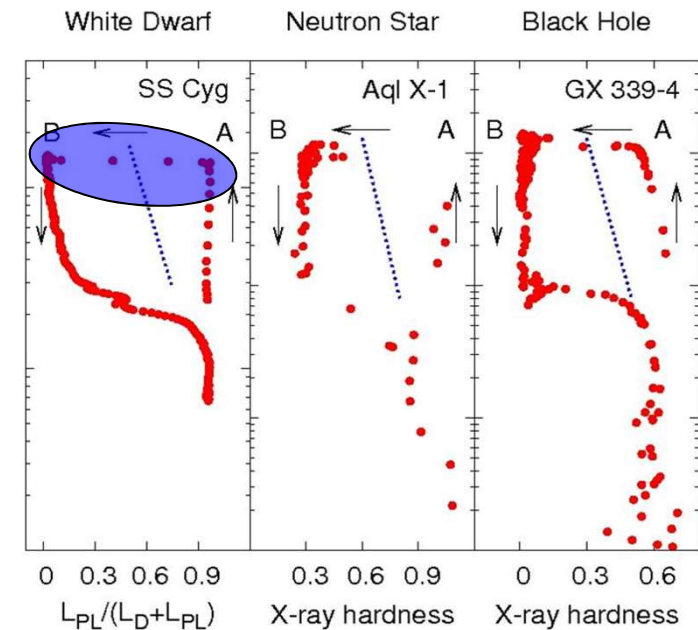 White Dwarf Neutron Star Black Hole
SS Cyg Aql X-1 GX 339-4
B A B A B A
0 0.3 0.6 0.9 0.3 0.6 0.9 0 0.3 0.6
L_PL/(L_D+L_PL) X-ray hardness X-ray hardness